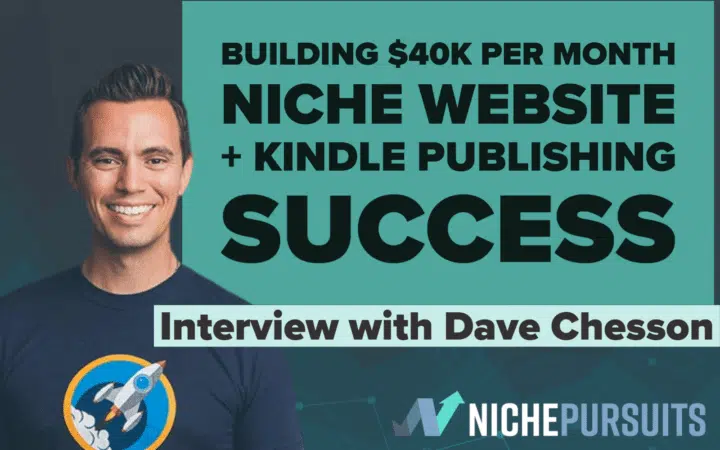 BUILDING $40K PER MONTH
NICHE WEBSITE
+ KINDLE PUBLISHING
SUCCESS
Interview with Dave Chesson
NICHEPURSUITS